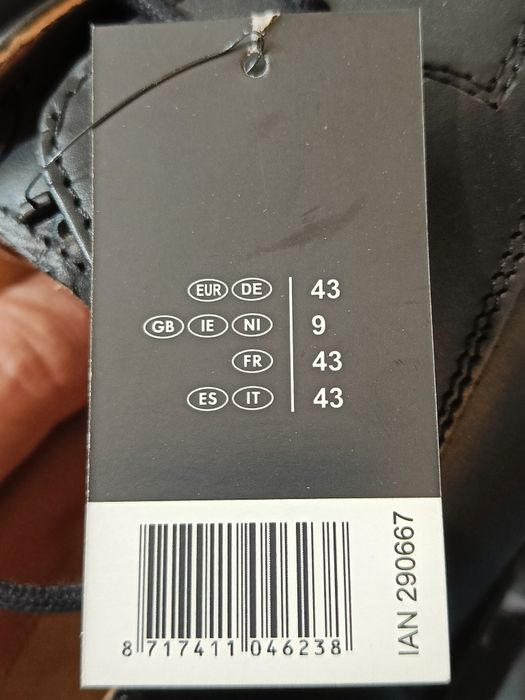 EUR DE 43
GB IE NI 9
FR 43
ES IT 43
8 717411 046238
IAN 290667